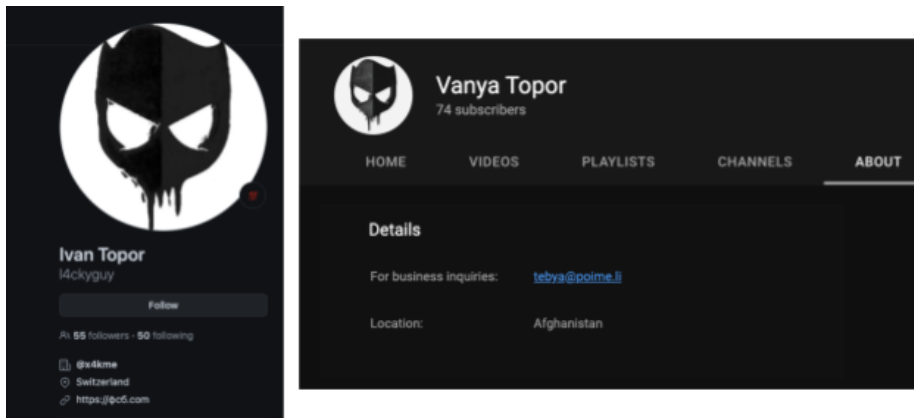 Ivan Topor
l4ckyguy
Follow
55 followers · 50 following
@x4kme
Switzerland
https://фсб.com
Vanya Topor
74 subscribers
HOME VIDEOS PLAYLISTS CHANNELS ABOUT
Details
For business inquiries: tebya@poime.li
Location: Afghanistan